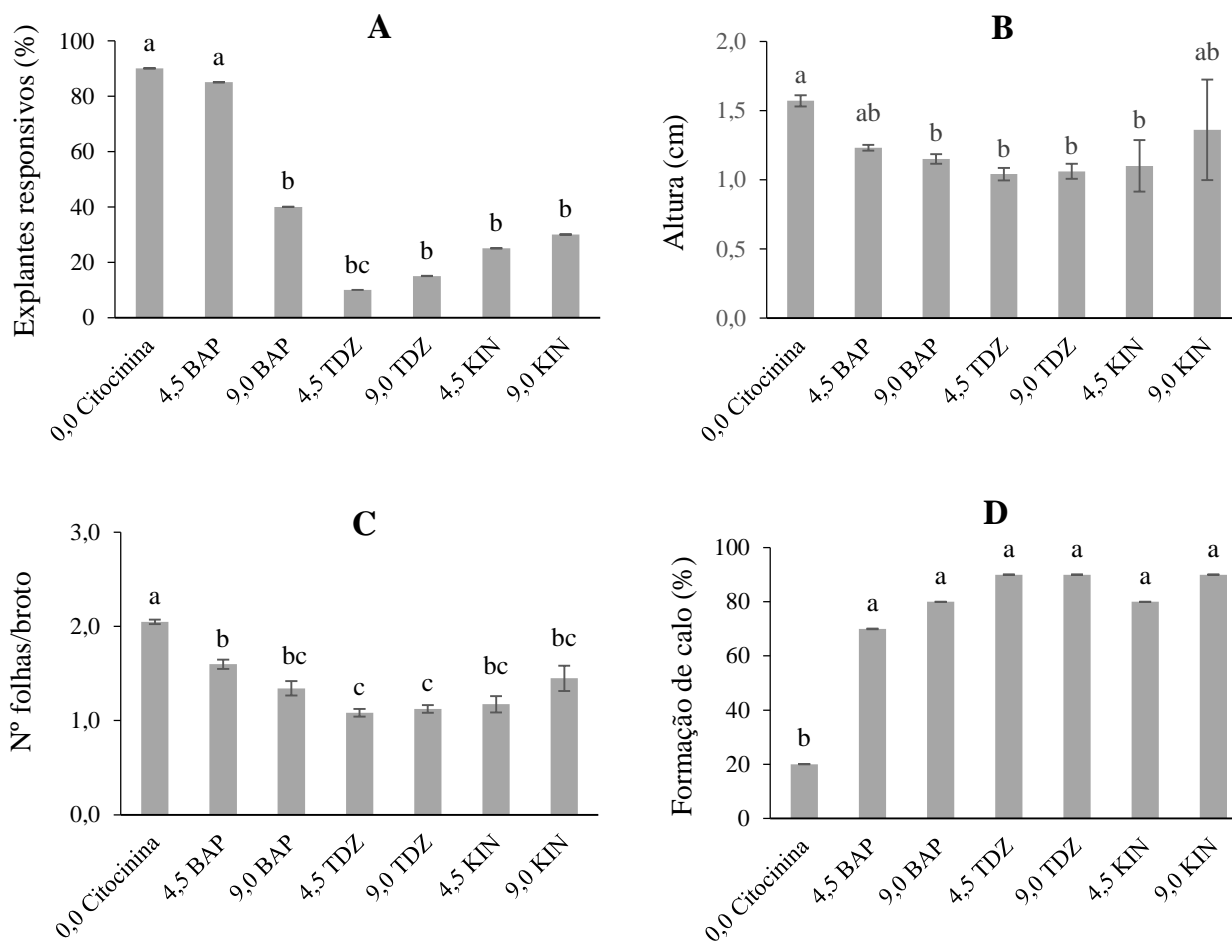 A
Explantes responsivos (%)
100
80
60
40
20
0
a
a
b
bc
b
b
b
0,0 Citocinina
4,5 BAP
9,0 BAP
4,5 TDZ
9,0 TDZ
4,5 KIN
9,0 KIN
B
Altura (cm)
2,0
1,5
1,0
0,5
0,0
a
ab
b
b
b
b
ab
0,0 Citocinina
4,5 BAP
9,0 BAP
4,5 TDZ
9,0 TDZ
4,5 KIN
9,0 KIN
C
Nº folhas/broto
3,0
2,0
1,0
0,0
a
b
bc
c
c
bc
bc
0,0 Citocinina
4,5 BAP
9,0 BAP
4,5 TDZ
9,0 TDZ
4,5 KIN
9,0 KIN
D
Formação de calo (%)
100
80
60
40
20
0
b
a
a
a
a
a
a
0,0 Citocinina
4,5 BAP
9,0 BAP
4,5 TDZ
9,0 TDZ
4,5 KIN
9,0 KIN